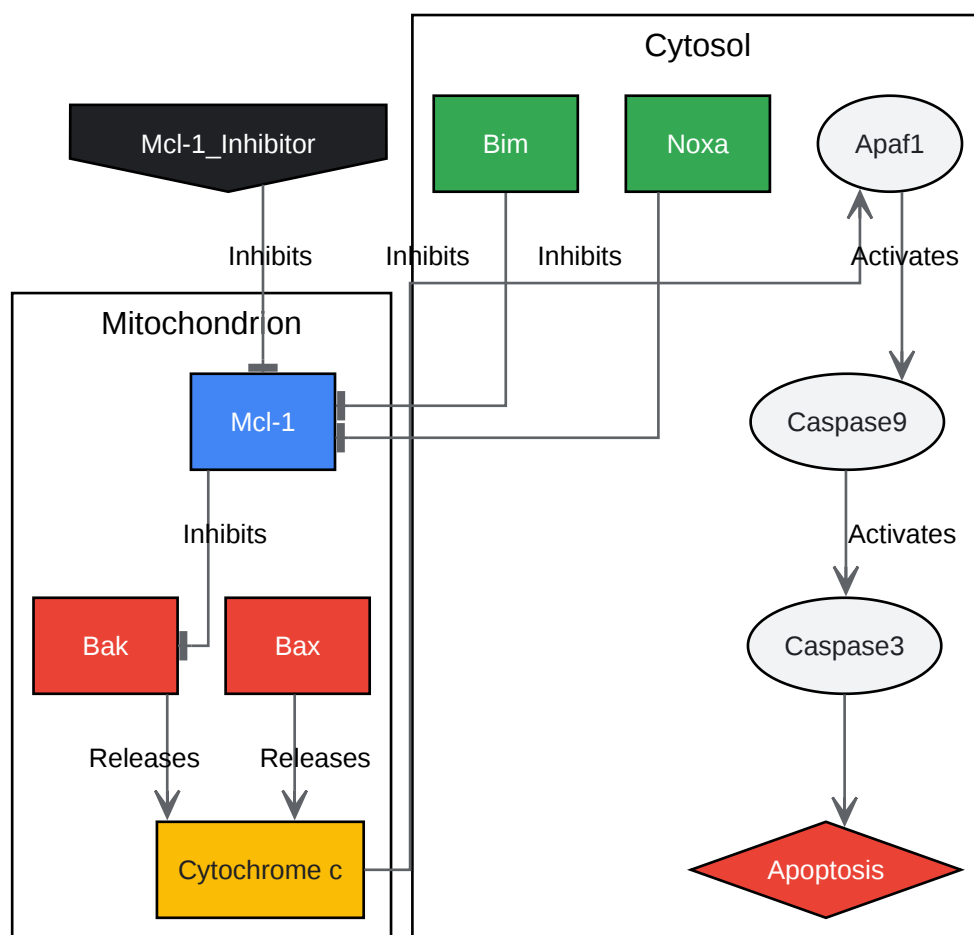 Cytosol
Mcl-1_Inhibitor
Bim
Noxa
Apaf1
Inhibits
Inhibits
Inhibits
Activates
Mitochondrion
Mcl-1
Caspase9
Inhibits
Activates
Bak
Bax
Caspase3
Releases
Releases
Cytochrome c
Apoptosis